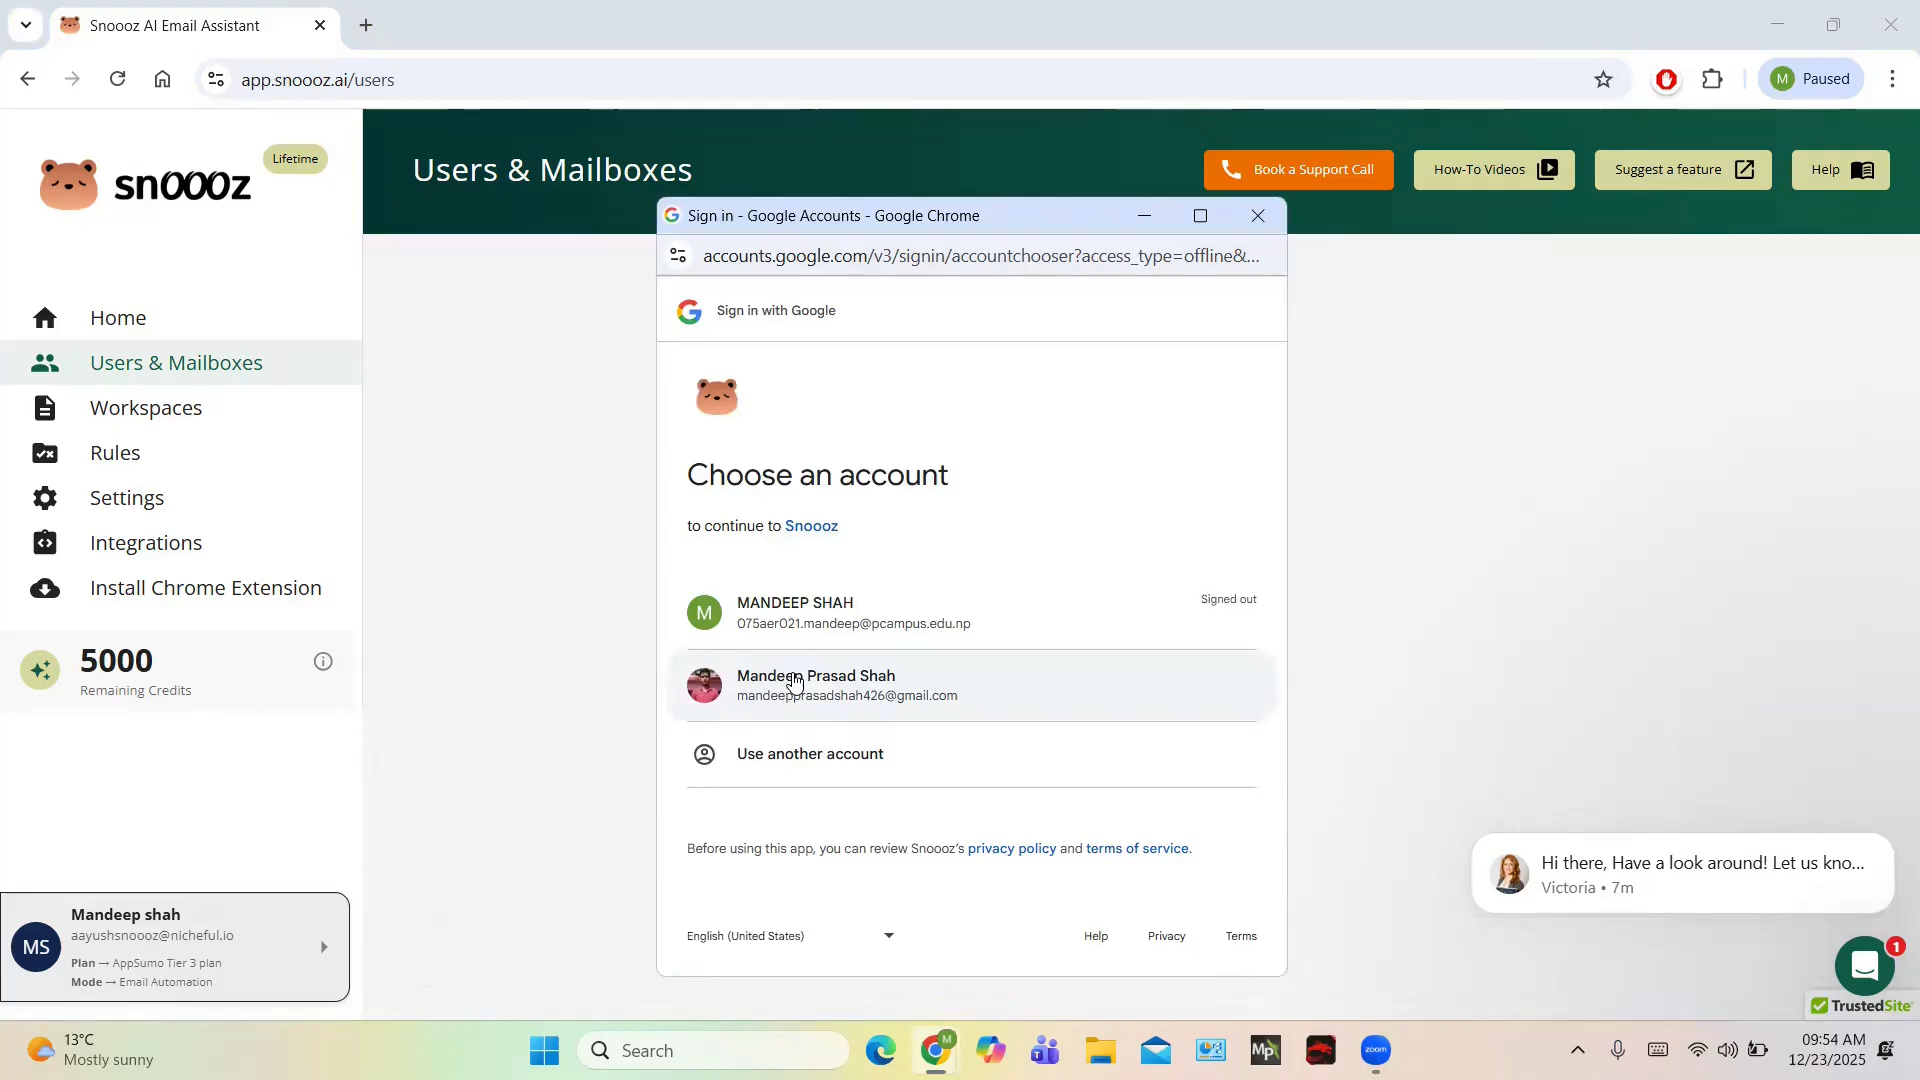 Snoooz AI Email Assistant
app.snoooz.ai/users
M Paused
snOOOz
Lifetime
Users & Mailboxes
Book a Support Call
How-To Videos
Suggest a feature
Help
Home
Users & Mailboxes
Workspaces
Rules
Settings
Integrations
Install Chrome Extension
5000
Remaining Credits
Sign in - Google Accounts - Google Chrome
accounts.google.com/v3/signin/accountchooser?access_type=offline&...
Sign in with Google
Choose an account
to continue to Snoooz
M
MANDEEP SHAH
Signed out
075aer021.mandeep@pcampus.edu.np
Mandeep Prasad Shah
mandeepprasadshah426@gmail.com
Use another account
Before using this app, you can review Snoooz's privacy policy and terms of service.
English (United States)
Help
Privacy
Terms
Hi there, Have a look around! Let us kno...
Victoria • 7m
1
TrustedSite
MS
Mandeep shah
aayushsnoooz@nicheful.io
Plan → AppSumo Tier 3 plan
Mode → Email Automation
13°C
Mostly sunny
Search
M
Mp
zoom
09:54 AM
12/23/2025